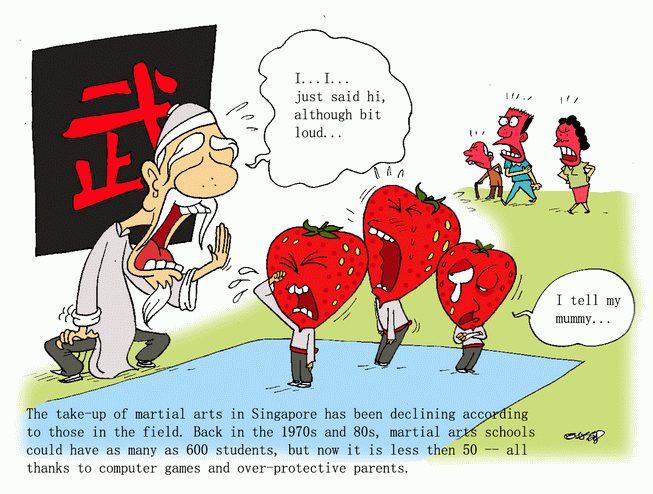 武
I...I...
just said hi,
although bit
loud...
I tell my
mummy...
The take-up of martial arts in Singapore has been declining according
to those in the field. Back in the 1970s and 80s, martial arts schools
could have as many as 600 students, but now it is less then 50 -- all
thanks to computer games and over-protective parents.